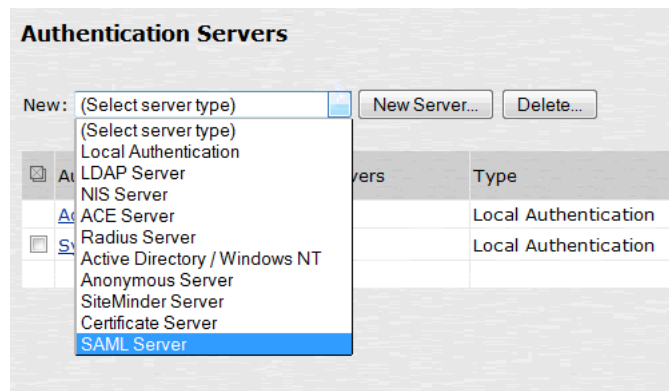 Authentication Servers
New: (Select server type) New Server... Delete...
(Select server type)
Local Authentication
LDAP Server
NIS Server
ACE Server
Radius Server
Active Directory / Windows NT
Anonymous Server
SiteMinder Server
Certificate Server
SAML Server
Type
Local Authentication
Local Authentication